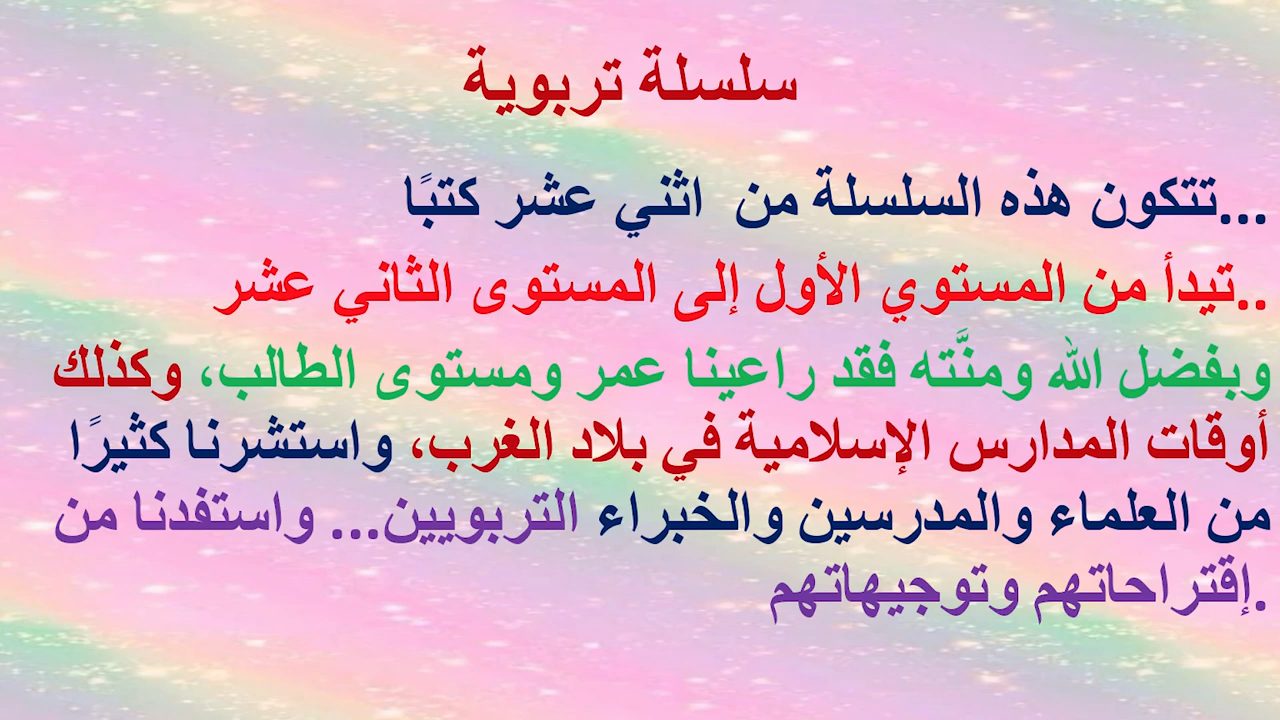 سلسلة تربوية
...تتكون هذه السلسلة من اثني عشر كتبًا
..تيدأ من المستوي الأول إلى المستوى الثاني عشر
وبفضل الله ومنَّته فقد راعينا عمر ومستوى الطالب، وكذلك
أوقات المدارس الإسلامية في بلاد الغرب، واستشرنا كثيرًا
من العلماء والمدرسين والخبراء التربويين... واستفدنا من
.إقتراحاتهم وتوجيهاتهم